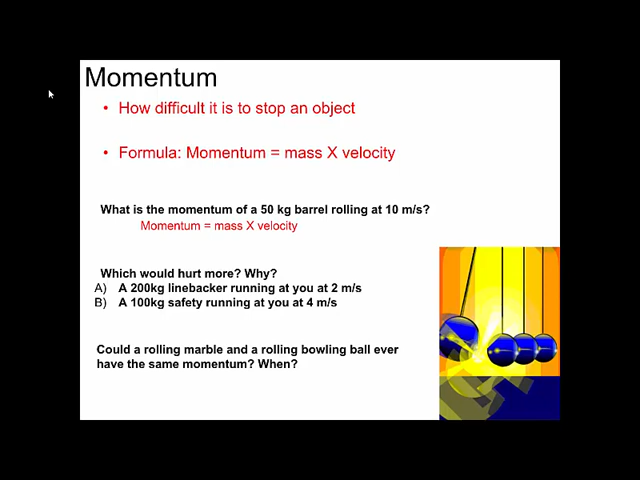 Momentum
• How difficult it is to stop an object
• Formula: Momentum = mass X velocity
What is the momentum of a 50 kg barrel rolling at 10 m/s?
Momentum = mass X velocity
Which would hurt more? Why?
A) A 200kg linebacker running at you at 2 m/s
B) A 100kg safety running at you at 4 m/s
Could a rolling marble and a rolling bowling ball ever
have the same momentum? When?